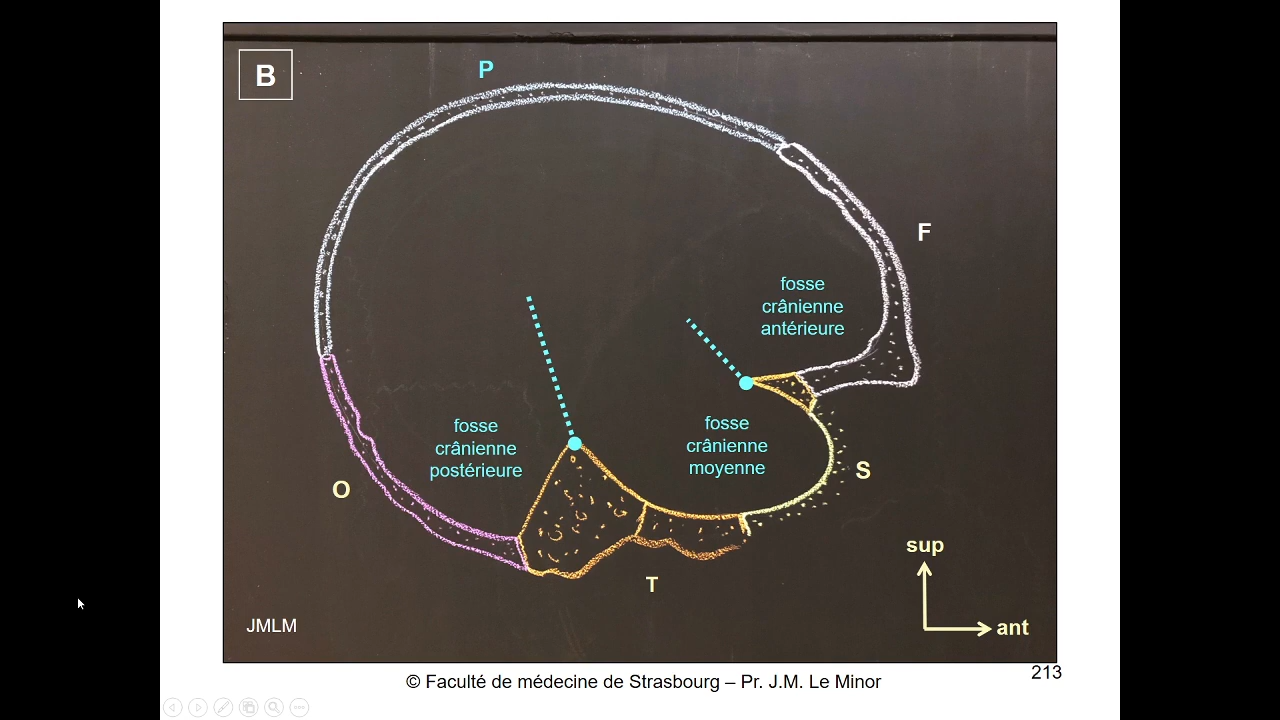 B
P
F
fosse
crânienne
antérieure
fosse
crânienne
postérieure
fosse
crânienne
moyenne
S
O
T
sup
ant
JMLM
213
© Faculté de médecine de Strasbourg – Pr. J.M. Le Minor